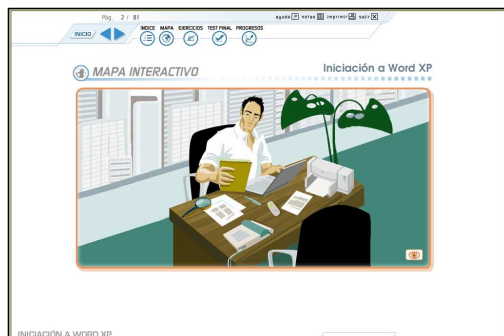 Pág. 2 / 81
ayuda ? notas imprimir salir X
INICIO
ÍNDICE MAPA EJERCICIOS TEST FINAL PROGRESOS
MAPA INTERACTIVO
Iniciación a Word XP
INICIACIÓN A WORD XP